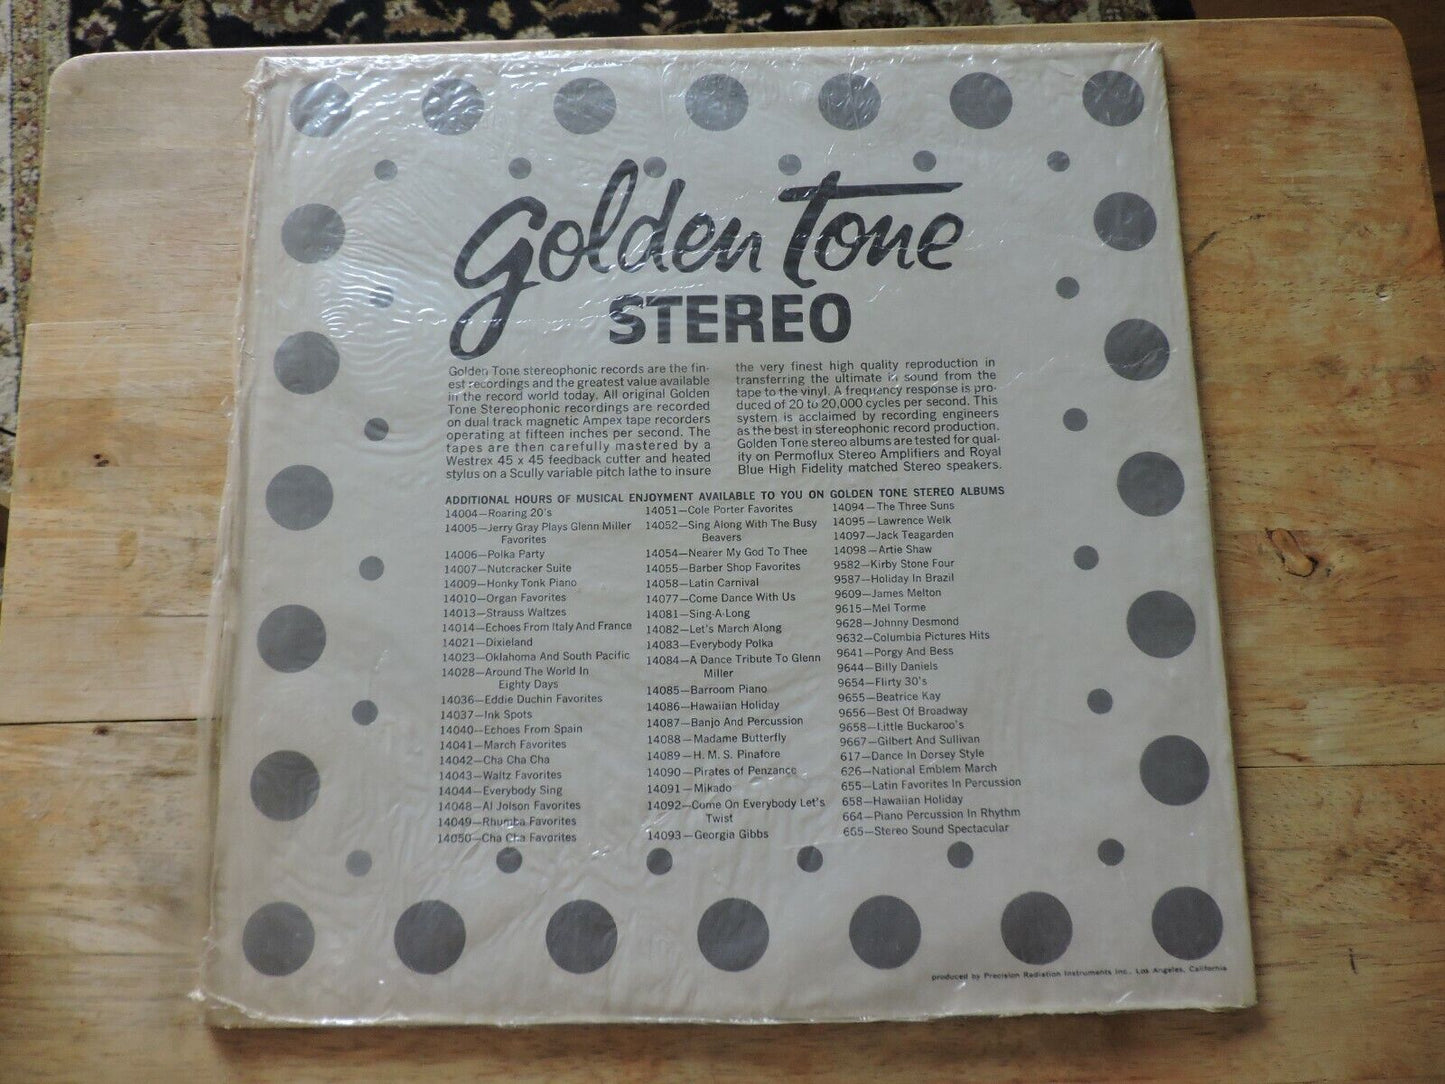 Golden Tone
STEREO
Golden Tone stereophonic records are the fin-
est recordings and the greatest value available
in the record world today. All original Golden
Tone Stereophonic recordings are recorded
on dual track magnetic Ampex tape recorders
operating at fifteen inches per second. The
tapes are then carefully mastered by a
Westrex 45 x 45 feedback cutter and heated
stylus on a Scully variable pitch lathe to insure
the very finest high quality reproduction in
transferring the ultimate in sound from the
tape to the vinyl. A frequency response is pro-
duced of 20 to 20,000 cycles per second. This
system is acclaimed by recording engineers
as the best in stereophonic record production.
Golden Tone stereo albums are tested for qual-
ity on Permoflux Stereo Amplifiers and Royal
Blue High Fidelity matched Stereo speakers.
ADDITIONAL HOURS OF MUSICAL ENJOYMENT AVAILABLE TO YOU ON GOLDEN TONE STEREO ALBUMS
14004—Roaring 20's
14005—Jerry Gray Plays Glenn Miller
Favorites
14006—Polka Party
14007—Nutcracker Suite
14009—Honky Tonk Piano
14010—Organ Favorites
14013—Strauss Waltzes
14014—Echoes From Italy And France
14021—Dixieland
14023—Oklahoma And South Pacific
14028—Around The World In
Eighty Days
14036—Eddie Duchin Favorites
14037—Ink Spots
14040—Echoes From Spain
14041—March Favorites
14042—Cha Cha Cha
14043—Waltz Favorites
14044—Everybody Sing
14048—Al Jolson Favorites
14049—Rhumba Favorites
14050—Cha Cha Favorites
14051—Cole Porter Favorites
14052—Sing Along With The Busy
Beavers
14054—Nearer My God To Thee
14055—Barber Shop Favorites
14058—Latin Carnival
14077—Come Dance With Us
14081—Sing-A-Long
14082—Let's March Along
14083—Everybody Polka
14084—A Dance Tribute To Glenn
Miller
14085—Barroom Piano
14086—Hawaiian Holiday
14087—Banjo And Percussion
14088—Madame Butterfly
14089—H. M. S. Pinafore
14090—Pirates of Penzance
14091—Mikado
14092—Come On Everybody Let's
Twist
14093—Georgia Gibbs
14094—The Three Suns
14095—Lawrence Welk
14097—Jack Teagarden
14098—Artie Shaw
9582—Kirby Stone Four
9587—Holiday In Brazil
9609—James Melton
9615—Mel Torme
9628—Johnny Desmond
9632—Columbia Pictures Hits
9641—Porgy And Bess
9644—Billy Daniels
9654—Flirty 30's
9655—Beatrice Kay
9656—Best Of Broadway
9658—Little Buckaroo's
9667—Gilbert And Sullivan
617—Dance In Dorsey Style
626—National Emblem March
655—Latin Favorites In Percussion
658—Hawaiian Holiday
664—Piano Percussion In Rhythm
665—Stereo Sound Spectacular
produced by Precision Radiation Instruments Inc., Los Angeles, California